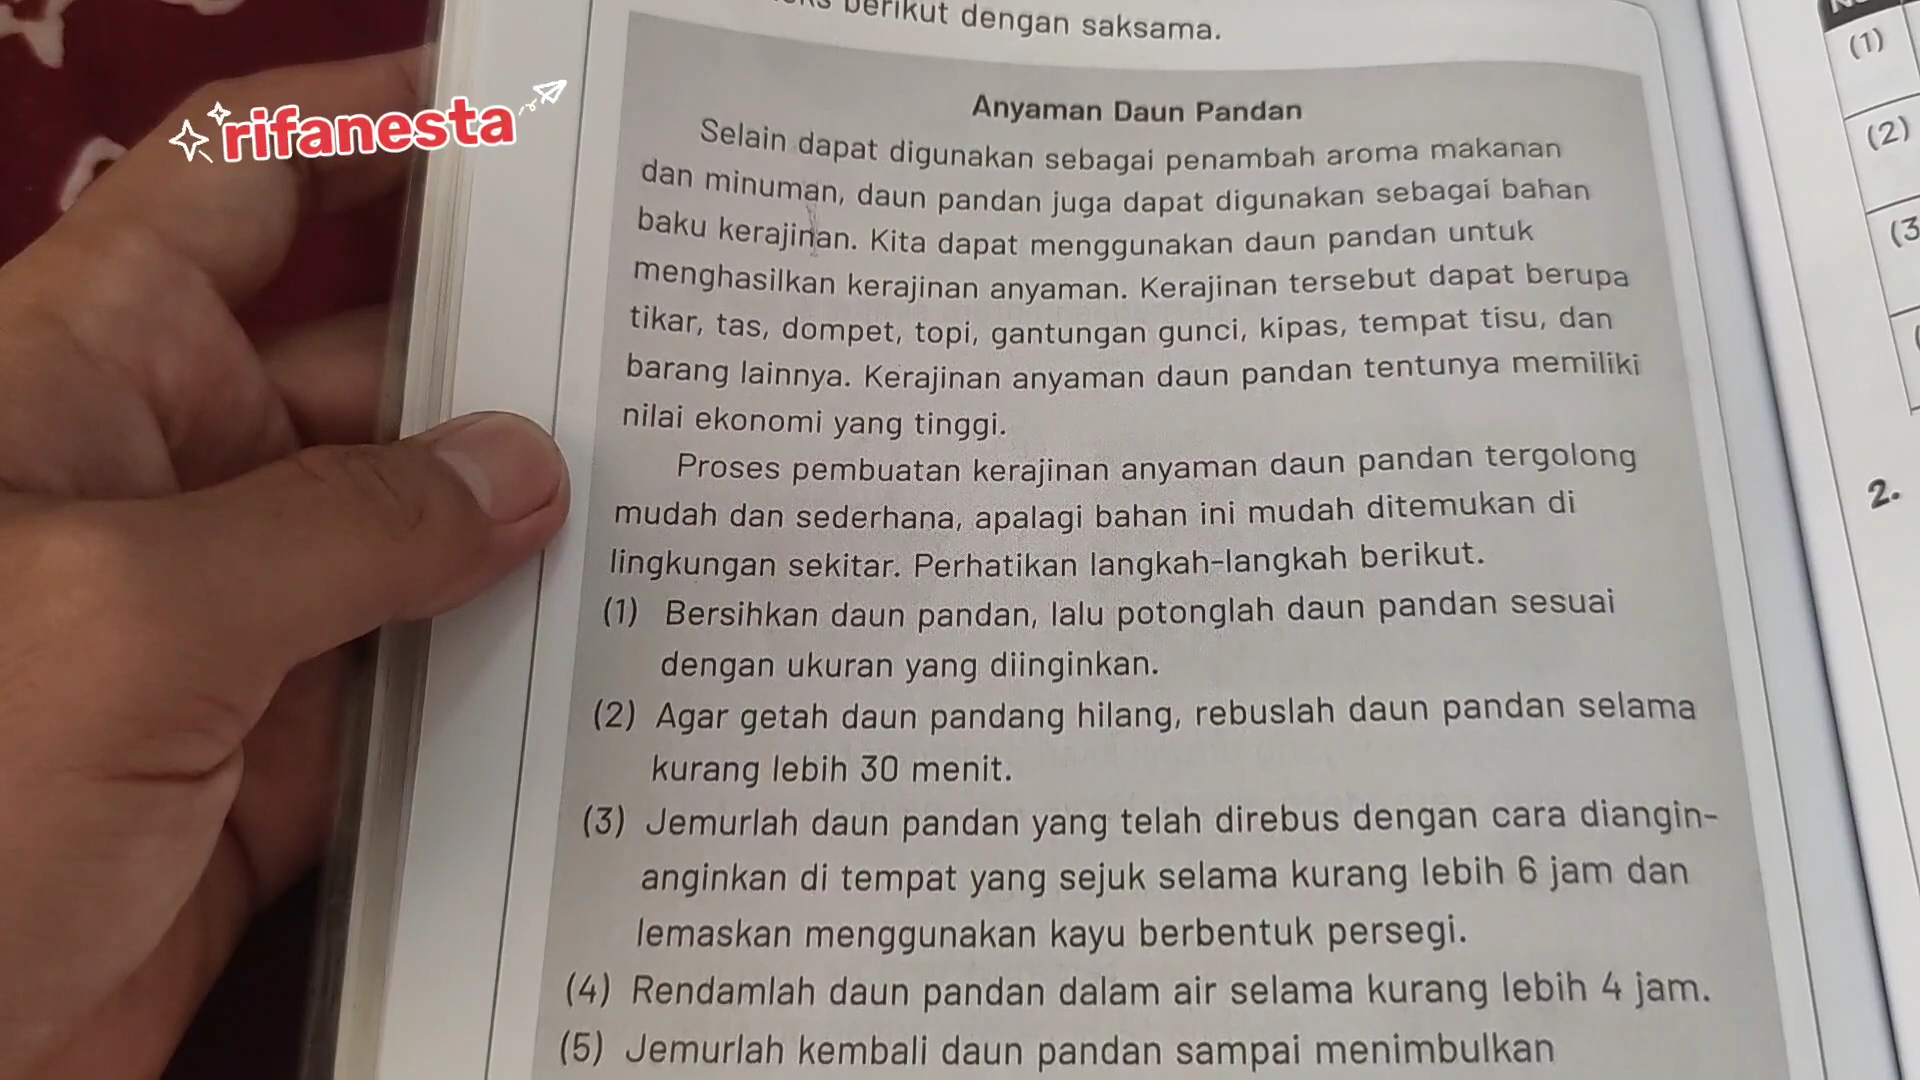 berikut dengan saksama.
rifanesta
Anyaman Daun Pandan
Selain dapat digunakan sebagai penambah aroma makanan
dan minuman, daun pandan juga dapat digunakan sebagai bahan
baku kerajinan. Kita dapat menggunakan daun pandan untuk
menghasilkan kerajinan anyaman. Kerajinan tersebut dapat berupa
tikar, tas, dompet, topi, gantungan gunci, kipas, tempat tisu, dan
barang lainnya. Kerajinan anyaman daun pandan tentunya memiliki
nilai ekonomi yang tinggi.
Proses pembuatan kerajinan anyaman daun pandan tergolong
mudah dan sederhana, apalagi bahan ini mudah ditemukan di
lingkungan sekitar. Perhatikan langkah-langkah berikut.
(1) Bersihkan daun pandan, lalu potonglah daun pandan sesuai
dengan ukuran yang diinginkan.
(2) Agar getah daun pandang hilang, rebuslah daun pandan selama
kurang lebih 30 menit.
(3) Jemurlah daun pandan yang telah direbus dengan cara diangin-
anginkan di tempat yang sejuk selama kurang lebih 6 jam dan
lemaskan menggunakan kayu berbentuk persegi.
(4) Rendamlah daun pandan dalam air selama kurang lebih 4 jam.
(5) Jemurlah kembali daun pandan sampai menimbulkan
(1)
(2)
(3
2.